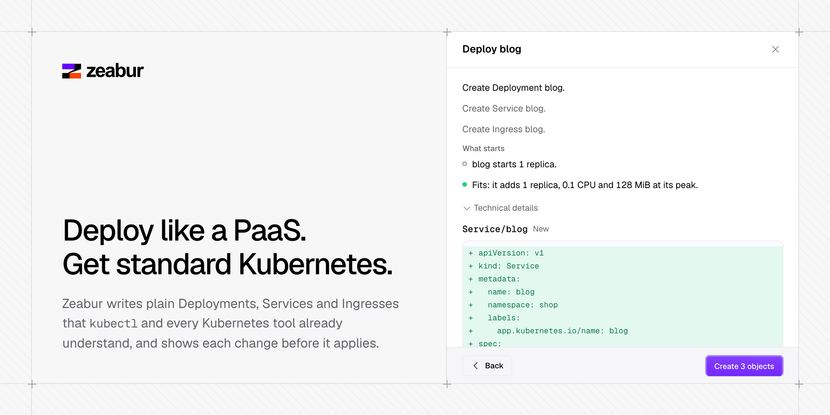 zeabur
Deploy like a PaaS.
Get standard Kubernetes.
Zeabur writes plain Deployments, Services and Ingresses
that kubectl and every Kubernetes tool already
understand, and shows each change before it applies.
Deploy blog
Create Deployment blog.
Create Service blog.
Create Ingress blog.
What starts
blog starts 1 replica.
Fits: it adds 1 replica, 0.1 CPU and 128 MiB at its peak.
Technical details
Service/blog New
+ apiVersion: v1
+ kind: Service
+ metadata:
+   name: blog
+   namespace: shop
+   labels:
+     app.kubernetes.io/name: blog
+ spec:
Back
Create 3 objects